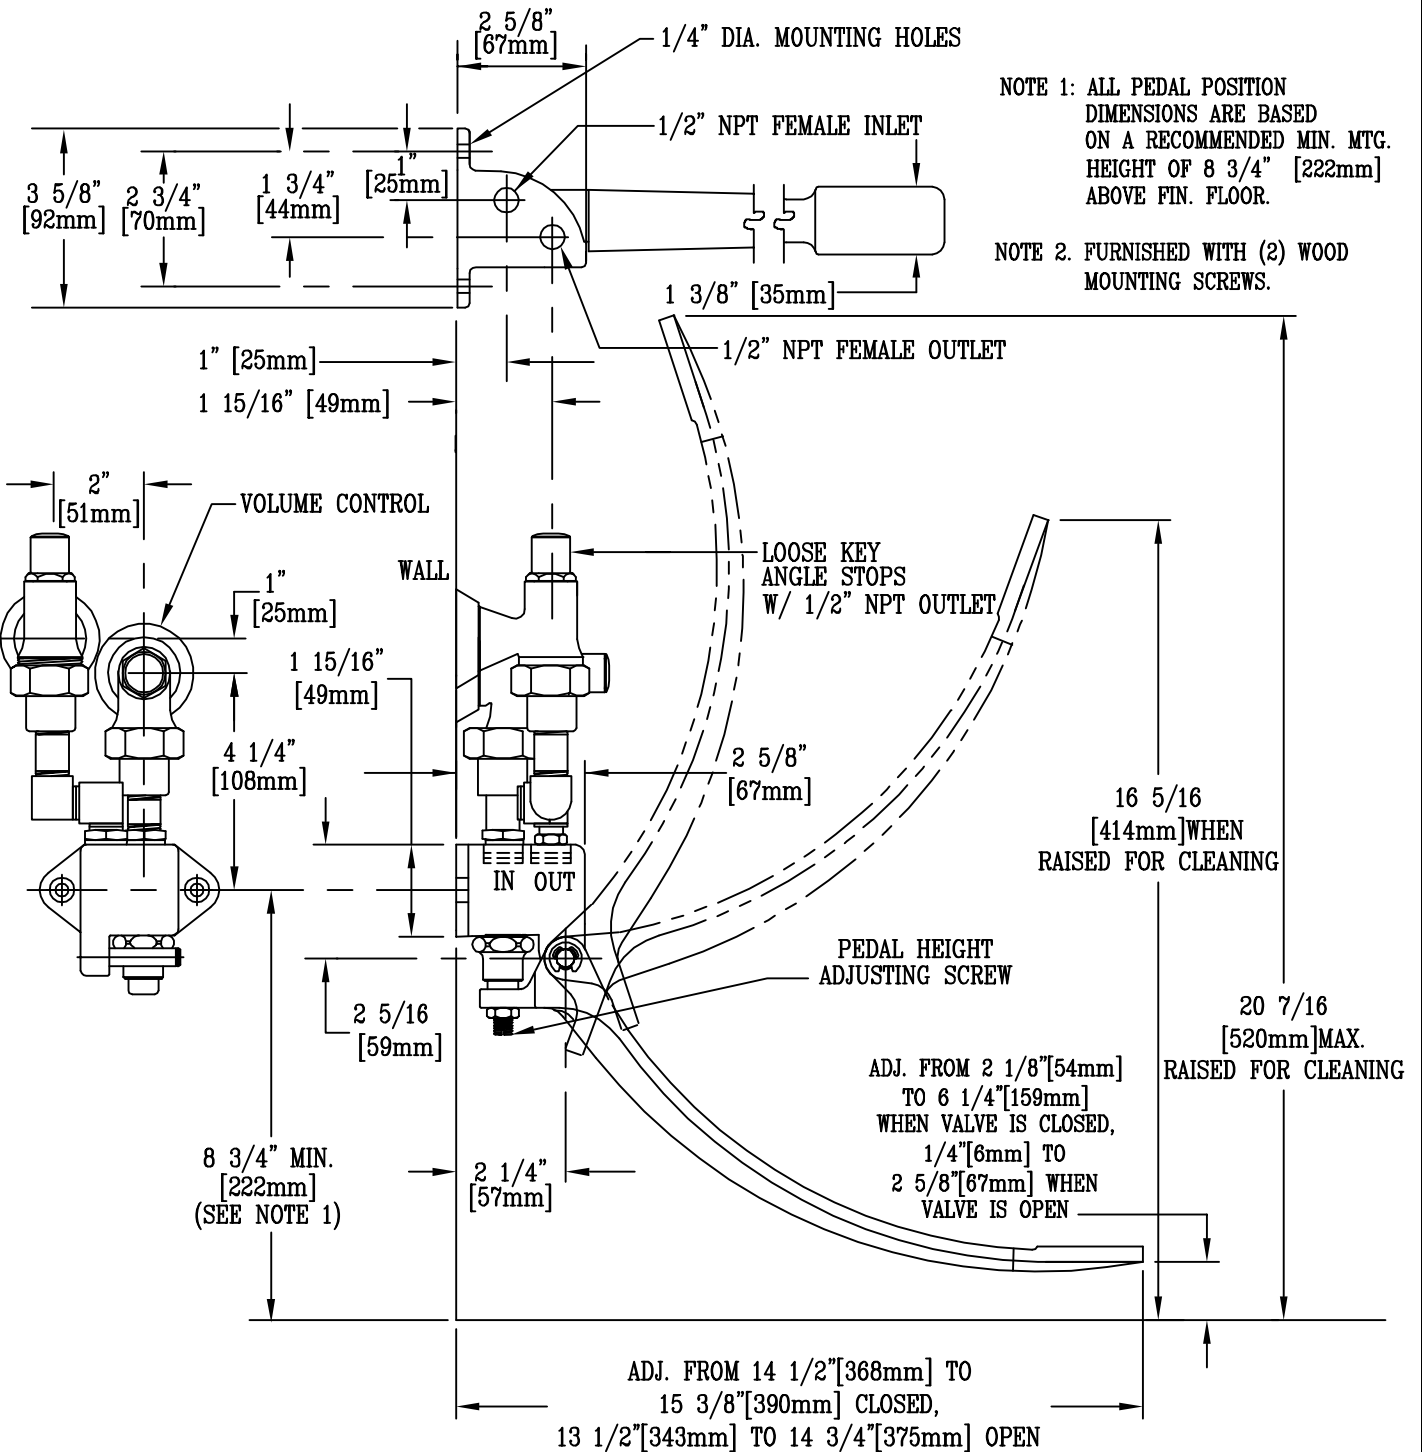 2 5/8"
[67mm]
1/4" DIA. MOUNTING HOLES
NOTE 1: ALL PEDAL POSITION
DIMENSIONS ARE BASED
ON A RECOMMENDED MIN. MTG.
HEIGHT OF 8 3/4" [222mm]
ABOVE FIN. FLOOR.
1/2" NPT FEMALE INLET
3 5/8"
[92mm]
2 3/4"
[70mm]
1 3/4"
[44mm]
1"
[25mm]
NOTE 2. FURNISHED WITH (2) WOOD
MOUNTING SCREWS.
1 3/8" [35mm]
1/2" NPT FEMALE OUTLET
1" [25mm]
1 15/16" [49mm]
2"
[51mm]
VOLUME CONTROL
WALL
LOOSE KEY
ANGLE STOPS
W/ 1/2" NPT OUTLET
1"
[25mm]
1 15/16"
[49mm]
4 1/4"
[108mm]
2 5/8"
[67mm]
16 5/16
[414mm]WHEN
RAISED FOR CLEANING
IN OUT
PEDAL HEIGHT
ADJUSTING SCREW
2 5/16
[59mm]
20 7/16
[520mm]MAX.
RAISED FOR CLEANING
ADJ. FROM 2 1/8"[54mm]
TO 6 1/4"[159mm]
WHEN VALVE IS CLOSED,
1/4"[6mm] TO
2 5/8"[67mm] WHEN
VALVE IS OPEN
8 3/4" MIN.
[222mm]
(SEE NOTE 1)
2 1/4"
[57mm]
ADJ. FROM 14 1/2"[368mm] TO
15 3/8"[390mm] CLOSED,
13 1/2"[343mm] TO 14 3/4"[375mm] OPEN